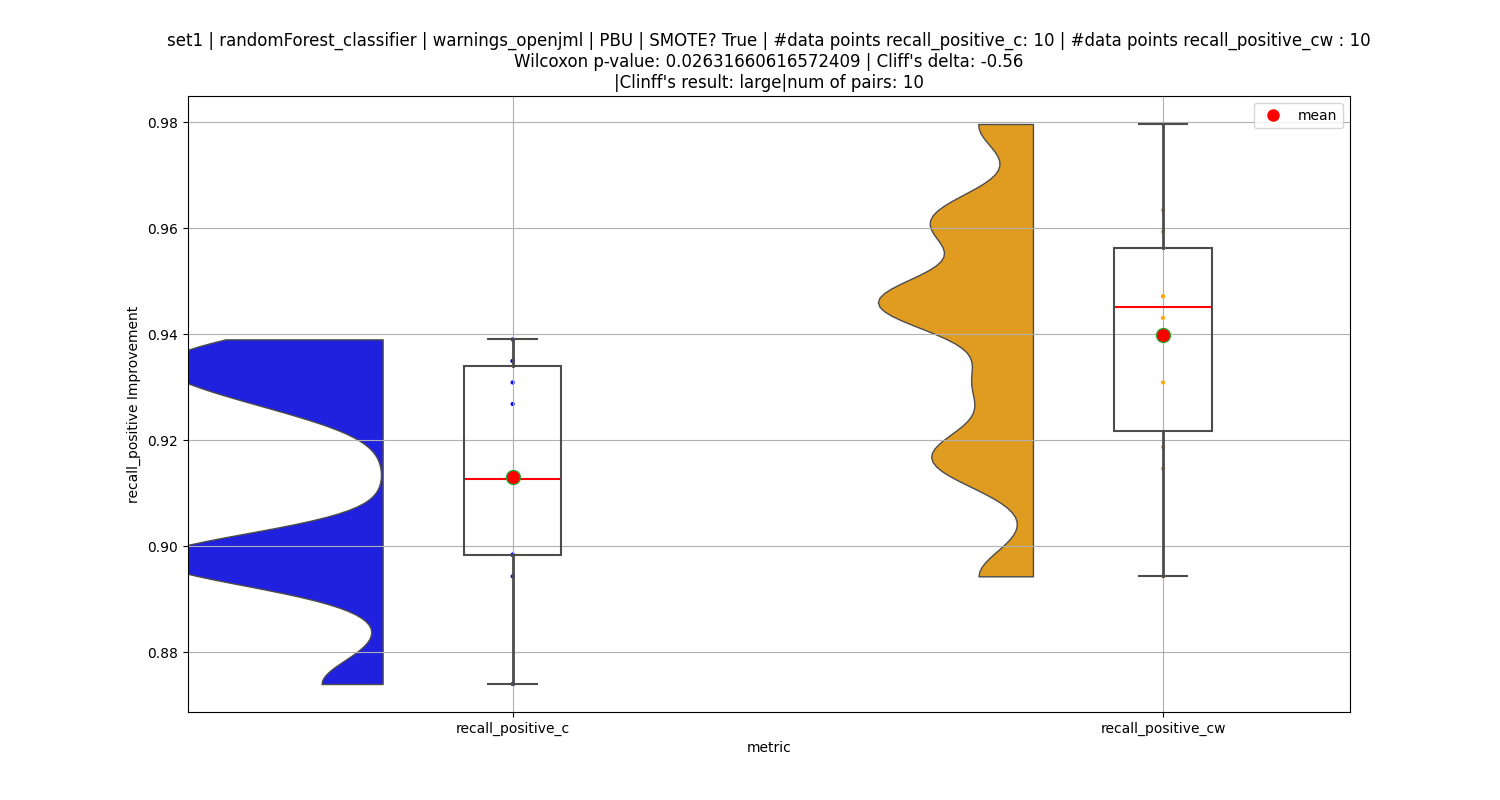 set1 | randomForest_classifier | warnings_openjml | PBU | SMOTE? True | #data points recall_positive_c: 10 | #data points recall_positive_cw : 10
Wilcoxon p-value: 0.02631660616572409 | Cliff's delta: -0.56
|Clinff's result: large|num of pairs: 10
mean
0.98
0.96
0.94
0.92
0.90
0.88
recall_positive Improvement
recall_positive_c
recall_positive_cw
metric